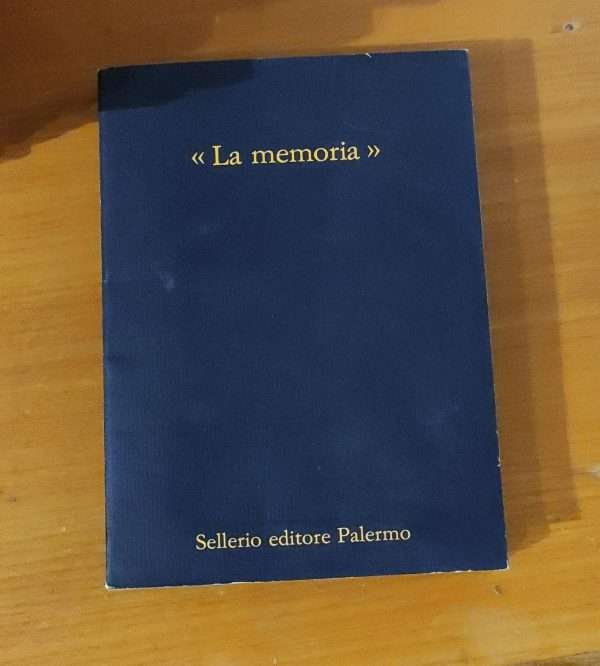 « La memoria »
Sellerio editore Palermo